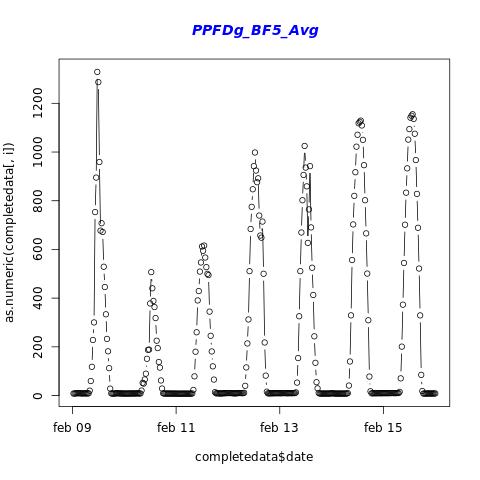 PPFDg_BF5_Avg
as.numeric(completedata[, i])
1200
1000
800
600
400
200
0
feb 09 feb 11 feb 13 feb 15
completedata$date